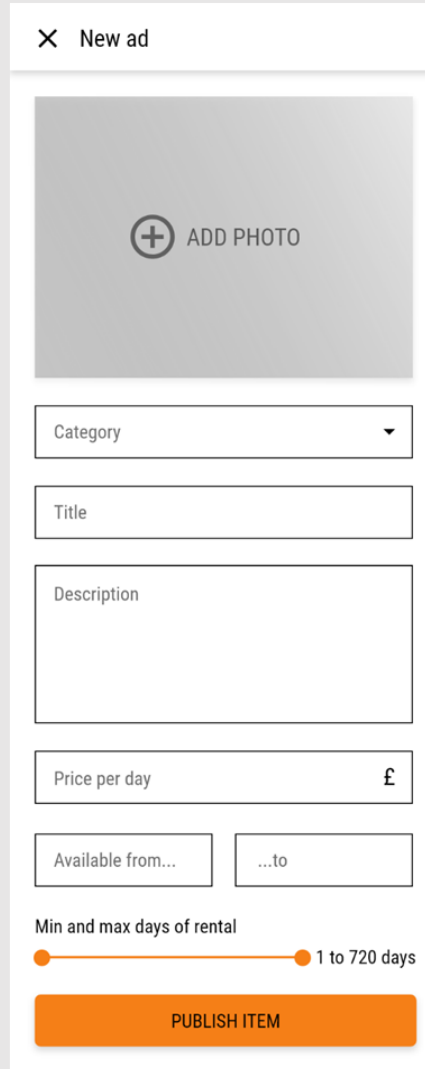 New ad
ADD PHOTO
Category
Title
Description
Price per day £
Available from... ...to
Min and max days of rental
1 to 720 days
PUBLISH ITEM